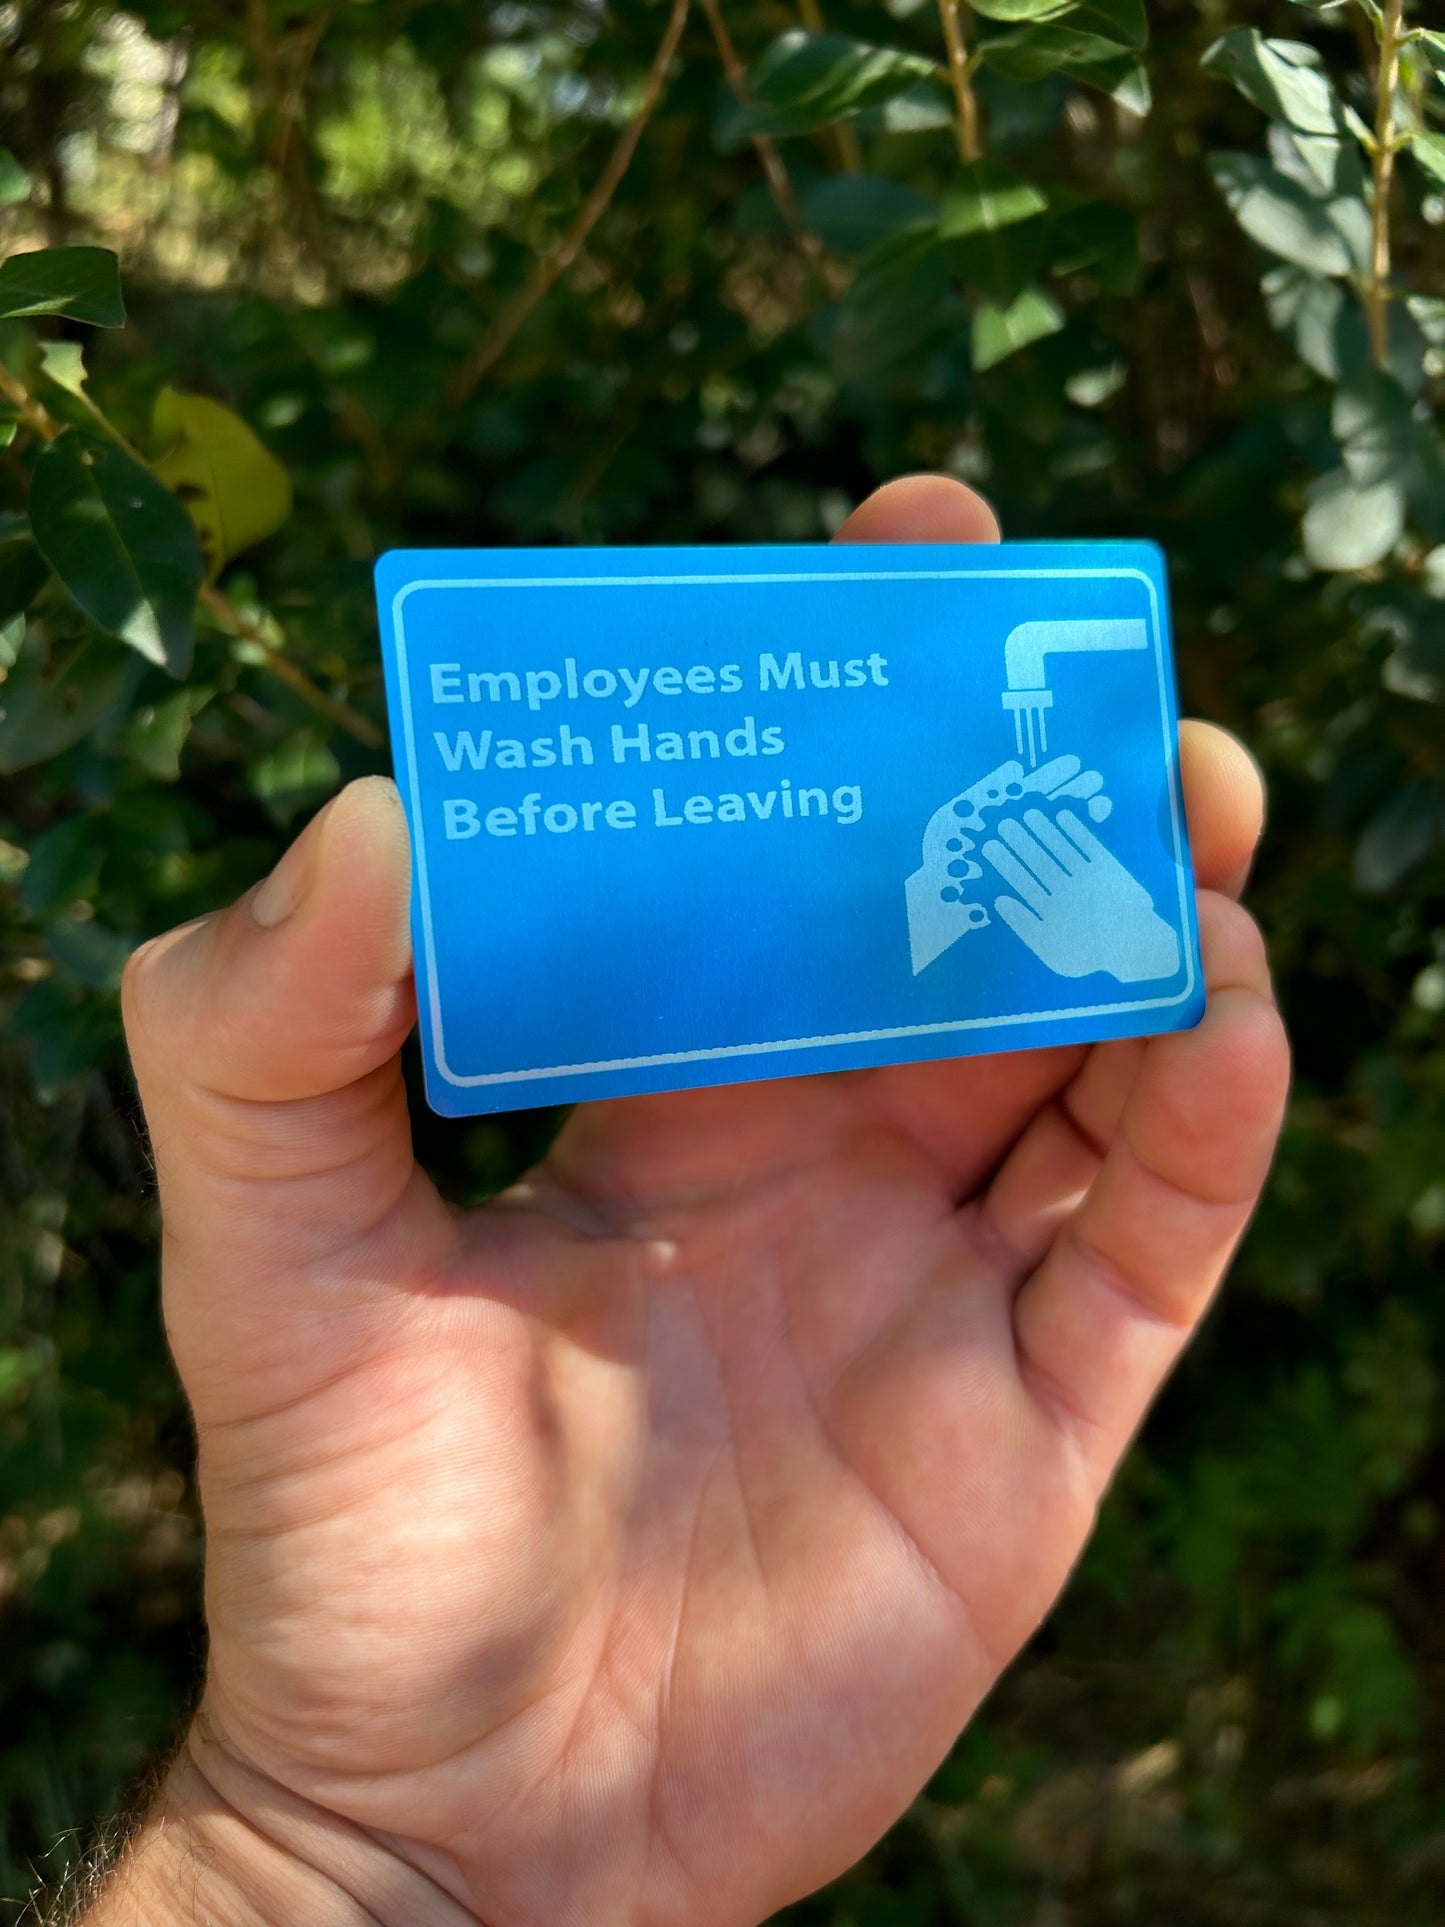 Employees Must
Wash Hands
Before Leaving